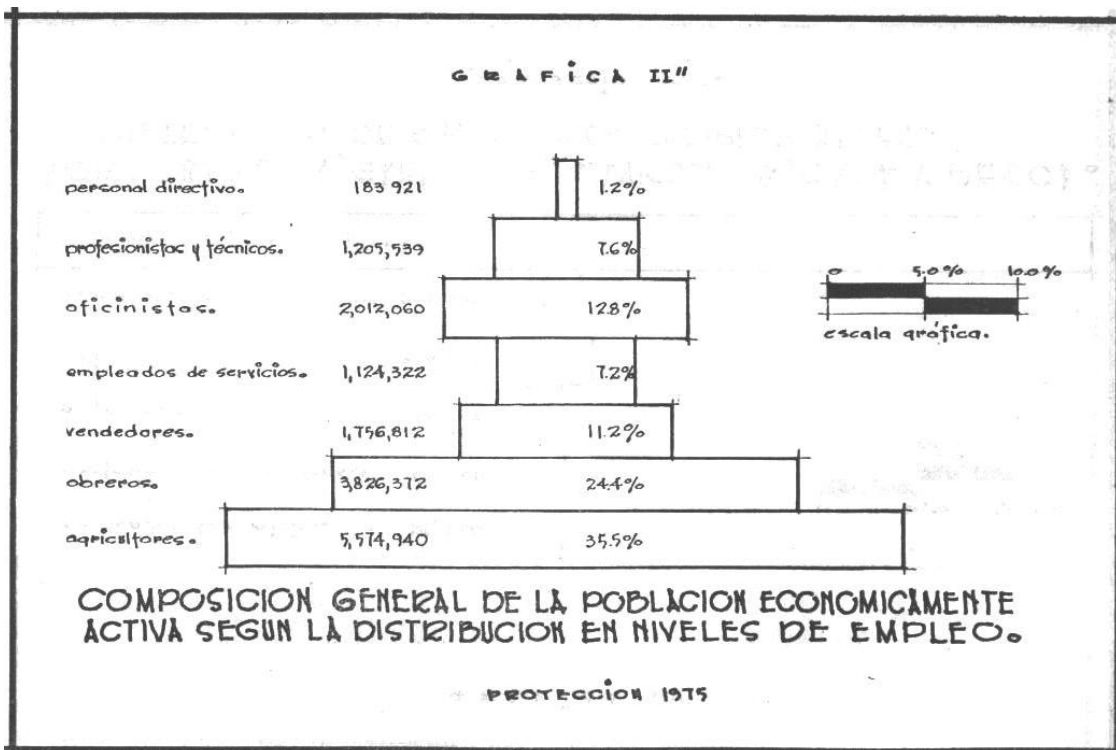 GRAFICA II"
personal directivo. 183 921 1.2%
profesionistas y técnicos. 1,205,539 7.6%
0 5.0% 10.0%
oficinistas. 2,012,060 12.8%
escala gráfica.
empleados de servicios. 1,124,322 7.2%
vendedores. 1,756,812 11.2%
obreros. 3,826,372 24.4%
agricultores. 5,574,940 35.5%
COMPOSICION GENERAL DE LA POBLACION ECONOMICAMENTE
ACTIVA SEGUN LA DISTRIBUCION EN NIVELES DE EMPLEO.
PROTECCION 1975